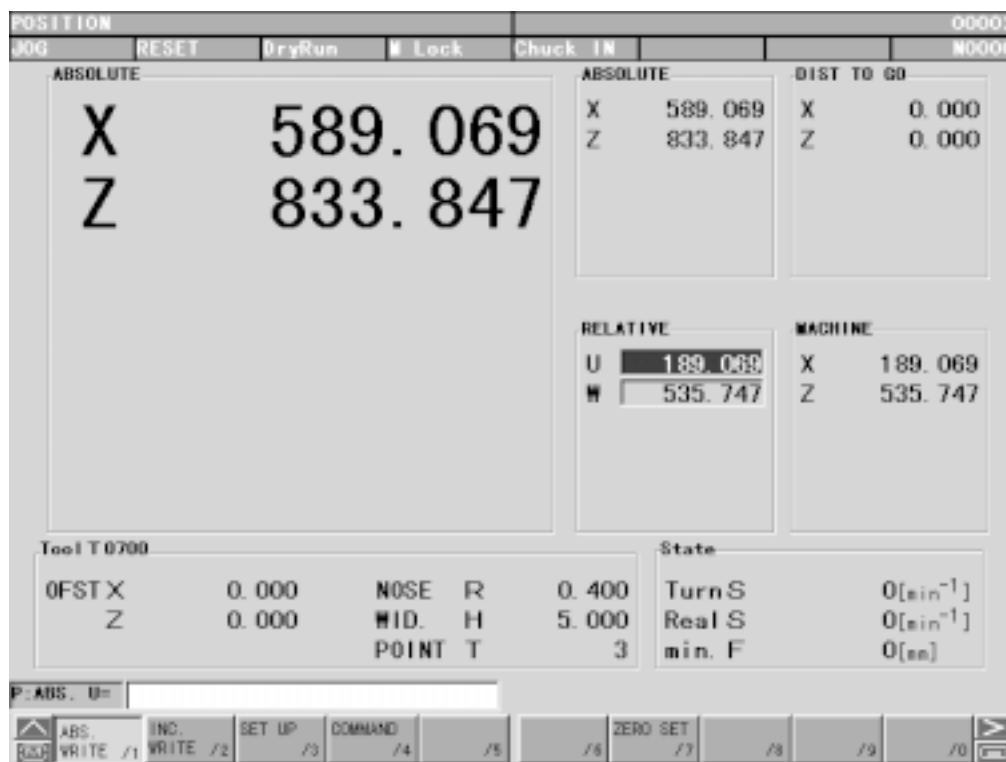 POSITION
JOG RESET DryRun M Lock Chuck IN
ABSOLUTE
X 589. 069
Z 833. 847
ABSOLUTE
X 589. 069
Z 833. 847
DIST TO GO
X 0. 000
Z 0. 000
RELATIVE
U 189. 069
W 535. 747
MACHINE
X 189. 069
Z 535. 747
Tool T 0700
OFST X 0. 000 NOSE R 0. 400
Z 0. 000 WID. H 5. 000
POINT T 3
State
Turn S 0[min⁻¹]
Real S 0[min⁻¹]
min. F 0[mm]
P:ABS. U=
ABS. WRITE /1
INC. WRITE /2
SET UP /3
COMMAND /4
/5
/6
ZERO SET /7
/8
/9
/0